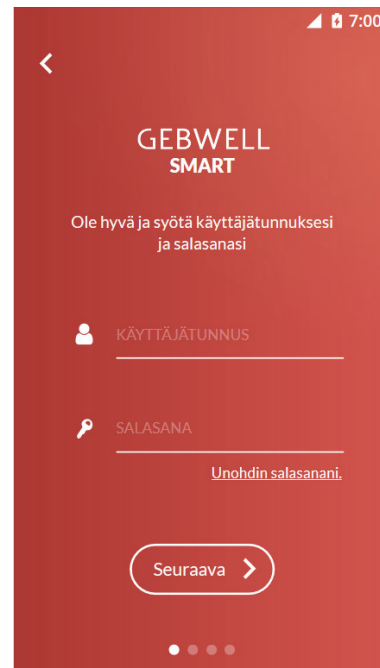 7:00
GEBWELL
SMART
Ole hyvä ja syötä käyttäjätunnuksesi
ja salasanasi
KÄYTTÄJÄTUNNUS
SALASANA
Unohdin salasanani.
Seuraava